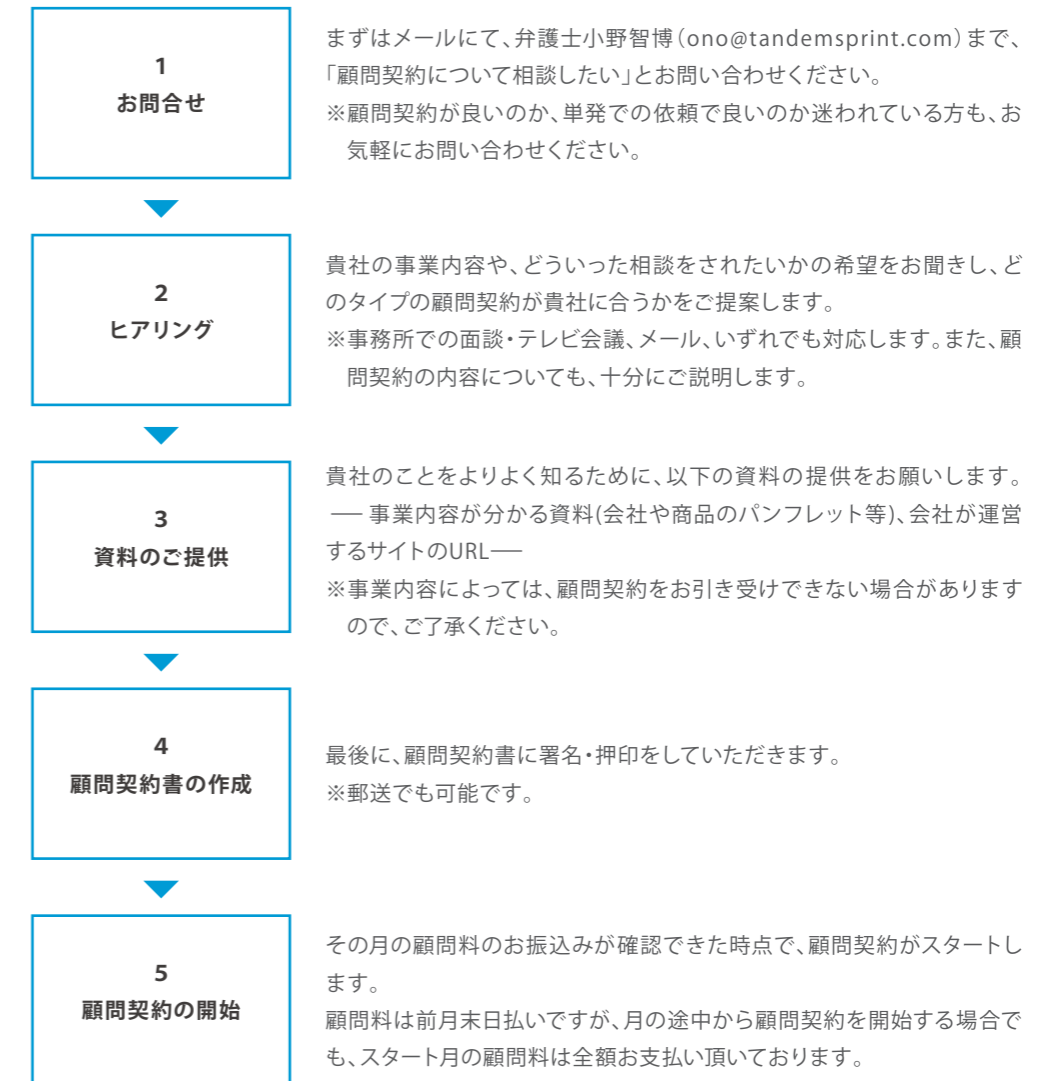 1
お問合せ
まずはメールにて、弁護士小野智博(ono@tandemsprint.com)まで、
「顧問契約について相談したい」とお問い合わせください。
※顧問契約が良いのか、単発での依頼で良いのか迷われている方も、お
気軽にお問い合わせください。
2
ヒアリング
貴社の事業内容や、どういった相談をされたいかの希望をお聞きし、ど
のタイプの顧問契約が貴社に合うかをご提案します。
※事務所での面談・テレビ会議、メール、いずれでも対応します。また、顧
問契約の内容についても、十分にご説明します。
3
資料のご提供
貴社のことをよりよく知るために、以下の資料の提供をお願いします。
── 事業内容が分かる資料(会社や商品のパンフレット等)、会社が運営
するサイトのURL──
※事業内容によっては、顧問契約をお引き受けできない場合があります
ので、ご了承ください。
4
顧問契約書の作成
最後に、顧問契約書に署名・押印をしていただきます。
※郵送でも可能です。
5
顧問契約の開始
その月の顧問料のお振込みが確認できた時点で、顧問契約がスタートし
ます。
顧問料は前月末日払いですが、月の途中から顧問契約を開始する場合で
も、スタート月の顧問料は全額お支払い頂いております。